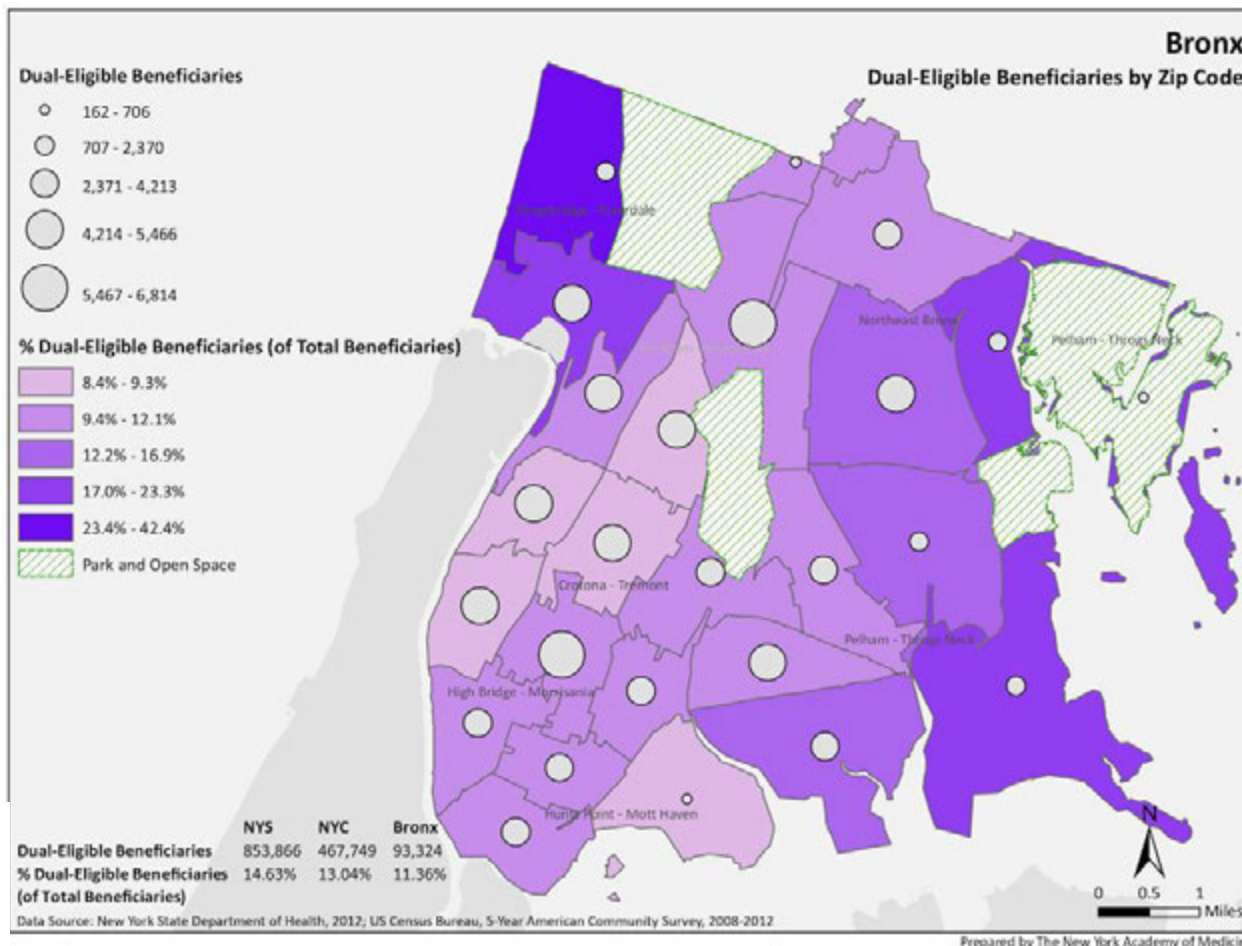 Bronx
Dual-Eligible Beneficiaries by Zip Code
Dual-Eligible Beneficiaries
162 - 706
707 - 2,370
2,371 - 4,213
4,214 - 5,466
5,467 - 6,814
% Dual-Eligible Beneficiaries (of Total Beneficiaries)
8.4% - 9.3%
9.4% - 12.1%
12.2% - 16.9%
17.0% - 23.3%
23.4% - 42.4%
Park and Open Space
Northeast Bronx
Pelham - Throgs Neck
Crotona - Tremont
Pelham - Throgs Neck
High Bridge - Morrisania
Hunts Point - Mott Haven
NYS NYC Bronx
Dual-Eligible Beneficiaries 853,866 467,749 93,324
% Dual-Eligible Beneficiaries 14.63% 13.04% 11.36%
(of Total Beneficiaries)
N
0 0.5 1
Miles
Data Source: New York State Department of Health, 2012; US Census Bureau, 5-Year American Community Survey, 2008-2012
Prepared by The New York Academy of Medicin